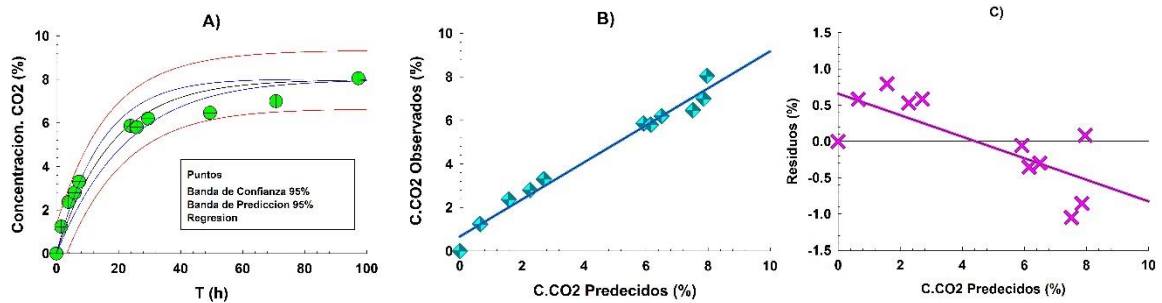 A)
Concentracion. CO2 (%)
10
8
6
4
2
0
0
20
40
60
80
100
T (h)
Puntos
Banda de Confianza 95%
Banda de Prediccion 95%
Regresion
B)
C.CO2 Observados (%)
10
8
6
4
2
0
0
2
4
6
8
10
C.CO2 Predecidos (%)
C)
Residuos (%)
1.5
1.0
0.5
0.0
-0.5
-1.0
-1.5
0
2
4
6
8
10
C.CO2 Predecidos (%)